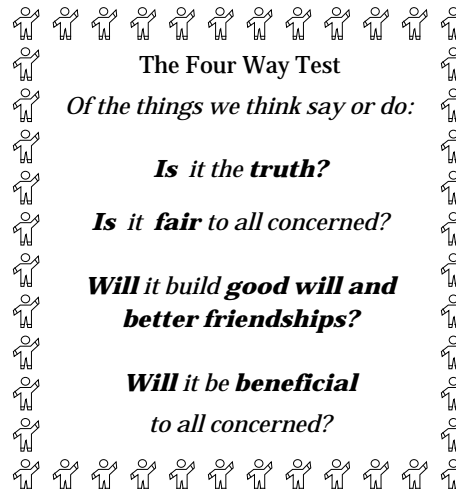 The Four Way Test
Of the things we think say or do:
Is it the truth?
Is it fair to all concerned?
Will it build good will and
better friendships?
Will it be beneficial
to all concerned?